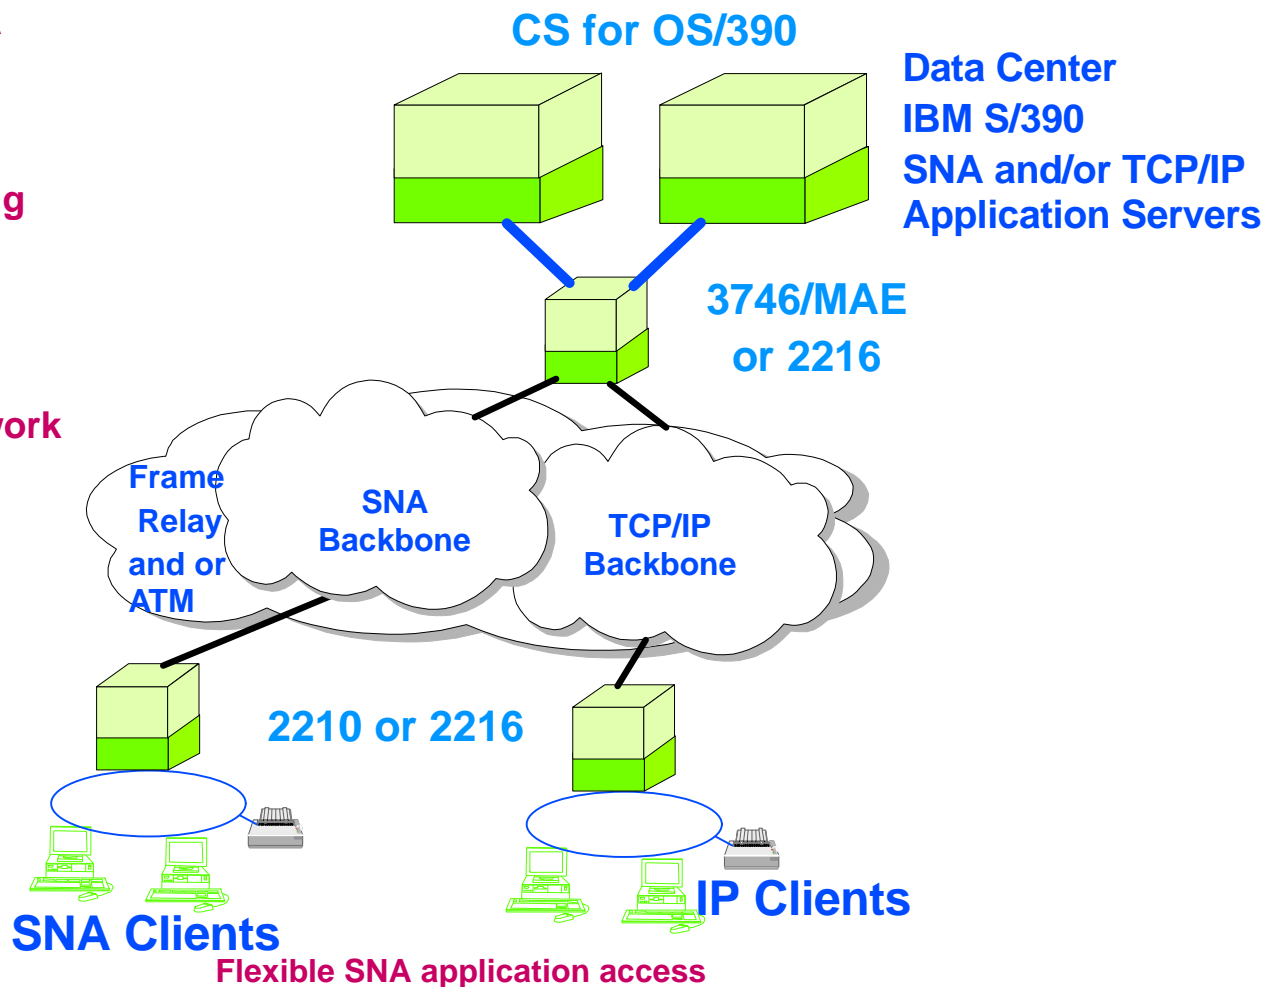 CS for OS/390
Data Center
IBM S/390
SNA and/or TCP/IP
Application Servers
3746/MAE
or 2216
Frame
Relay
and or
ATM
SNA
Backbone
TCP/IP
Backbone
2210 or 2216
SNA Clients
IP Clients
Flexible SNA application access